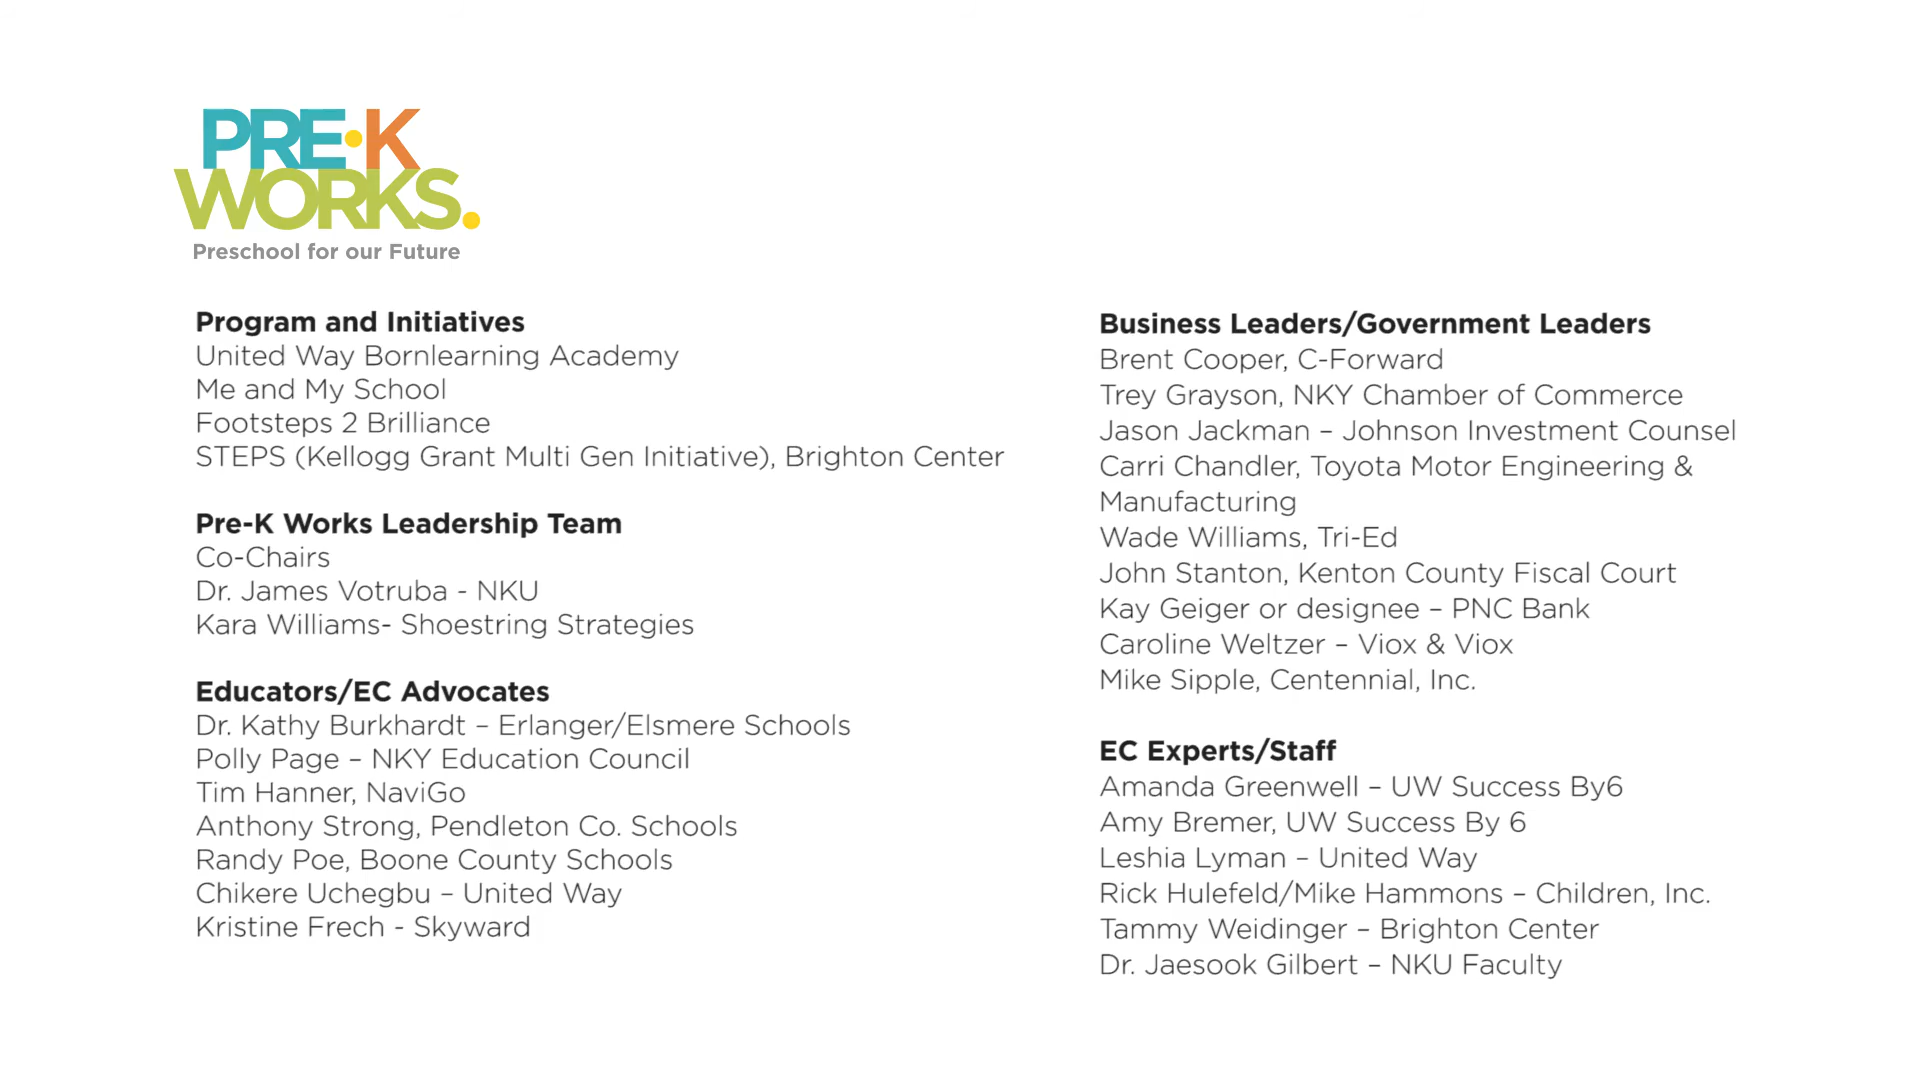 PRE·K
WORKS.
Preschool for our Future
Program and Initiatives
United Way Bornlearning Academy
Me and My School
Footsteps 2 Brilliance
STEPS (Kellogg Grant Multi Gen Initiative), Brighton Center
Pre-K Works Leadership Team
Co-Chairs
Dr. James Votruba - NKU
Kara Williams- Shoestring Strategies
Educators/EC Advocates
Dr. Kathy Burkhardt – Erlanger/Elsmere Schools
Polly Page – NKY Education Council
Tim Hanner, NaviGo
Anthony Strong, Pendleton Co. Schools
Randy Poe, Boone County Schools
Chikere Uchegbu – United Way
Kristine Frech - Skyward
Business Leaders/Government Leaders
Brent Cooper, C-Forward
Trey Grayson, NKY Chamber of Commerce
Jason Jackman – Johnson Investment Counsel
Carri Chandler, Toyota Motor Engineering &
Manufacturing
Wade Williams, Tri-Ed
John Stanton, Kenton County Fiscal Court
Kay Geiger or designee – PNC Bank
Caroline Weltzer – Viox & Viox
Mike Sipple, Centennial, Inc.
EC Experts/Staff
Amanda Greenwell – UW Success By6
Amy Bremer, UW Success By 6
Leshia Lyman – United Way
Rick Hulefeld/Mike Hammons – Children, Inc.
Tammy Weidinger – Brighton Center
Dr. Jaesook Gilbert – NKU Faculty